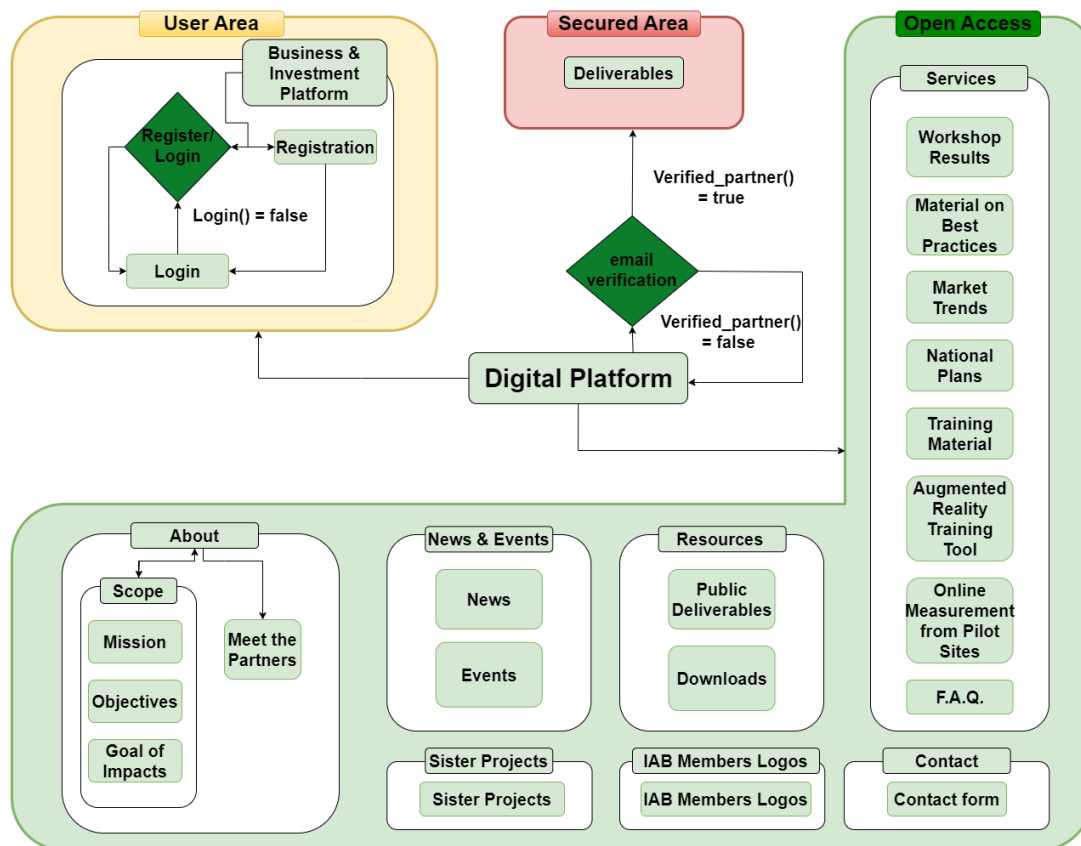 User Area
Business &
Investment
Platform
Register/
Login
Registration
Login() = false
Login
Secured Area
Deliverables
Verified_partner()
= true
email
verification
Verified_partner()
= false
Digital Platform
Open Access
Services
Workshop
Results
Material on
Best
Practices
Market
Trends
National
Plans
Training
Material
Augmented
Reality
Training
Tool
Online
Measurement
from Pilot
Sites
F.A.Q.
About
Scope
Mission
Objectives
Goal of
Impacts
Meet the
Partners
News & Events
News
Events
Resources
Public
Deliverables
Downloads
Sister Projects
Sister Projects
IAB Members Logos
IAB Members Logos
Contact
Contact form